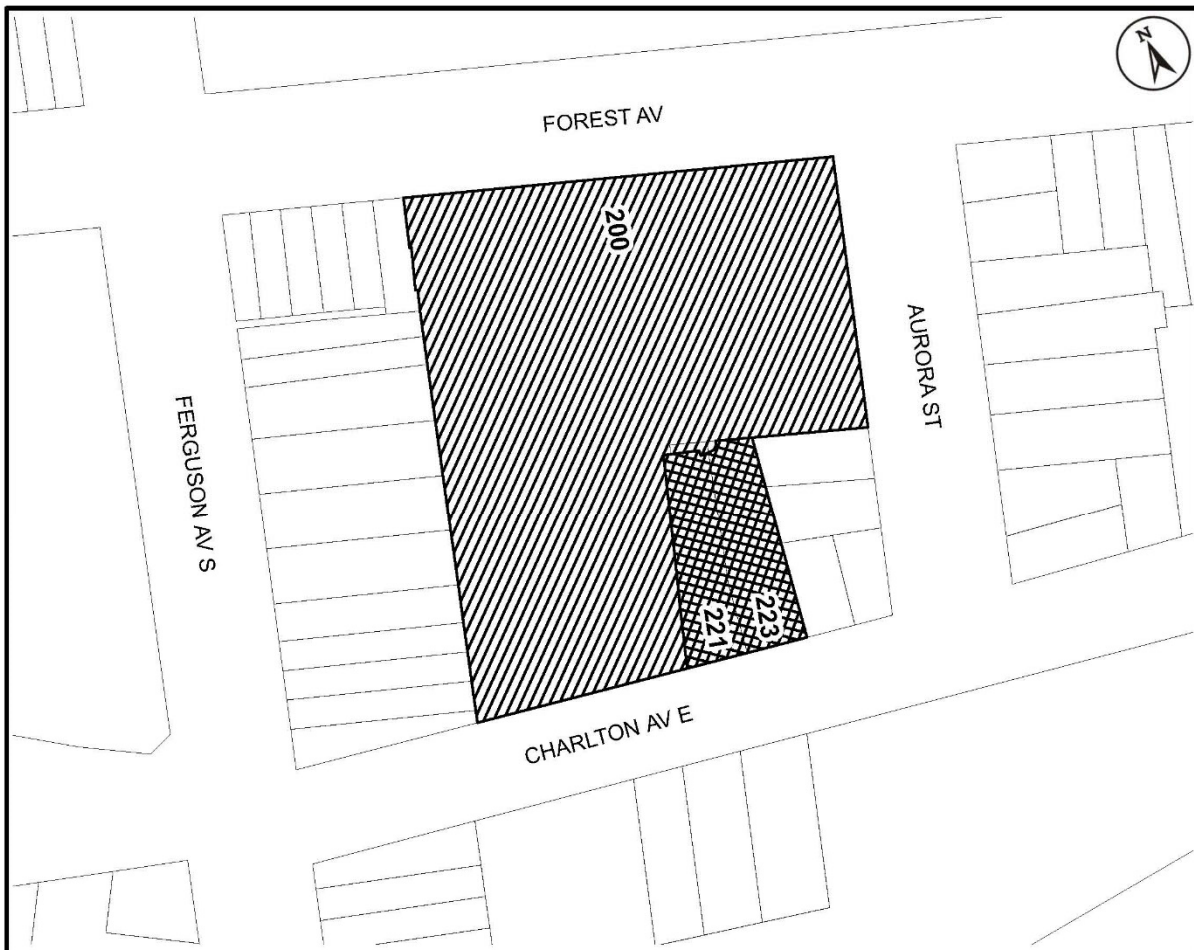 N
FOREST AV
200
AURORA ST
FERGUSON AV S
221
223
CHARLTON AV E